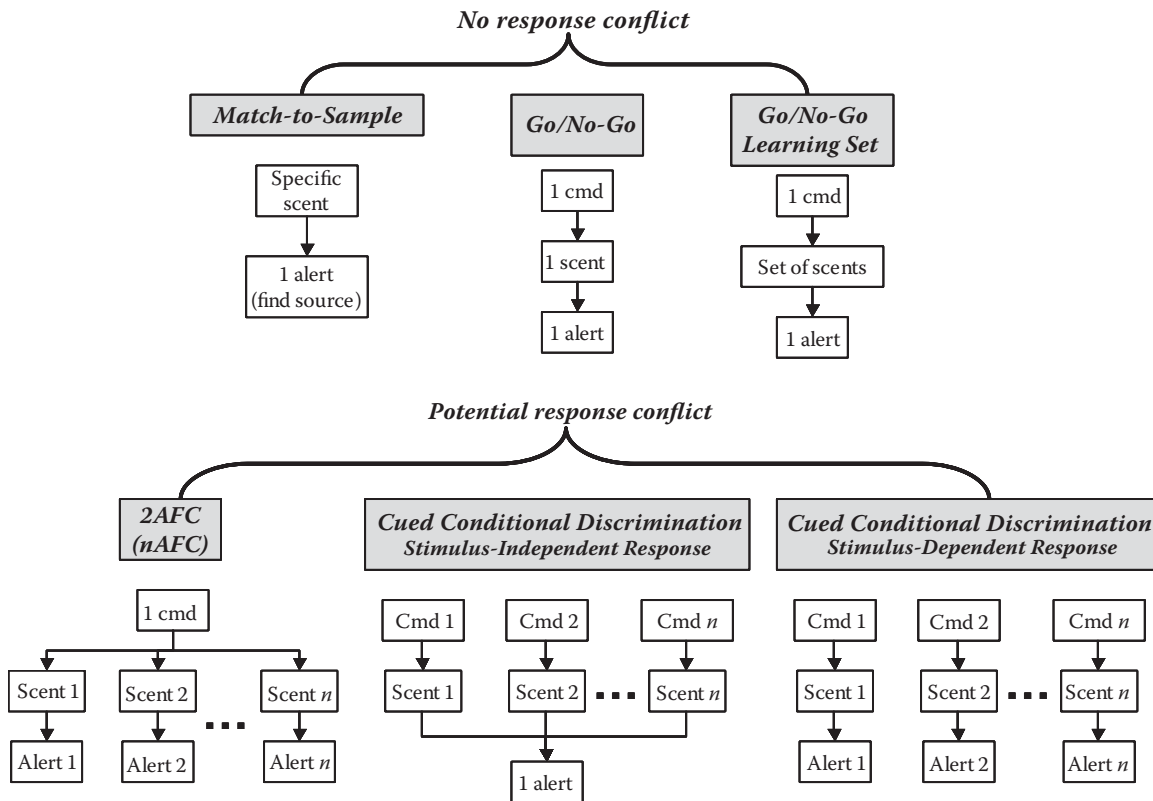 No response conflict
Match-to-Sample
Specific
scent
1 alert
(find source)
Go/No-Go
1 cmd
1 scent
1 alert
Go/No-Go
Learning Set
1 cmd
Set of scents
1 alert
Potential response conflict
2AFC
(nAFC)
1 cmd
Scent 1
Scent 2
Scent n
Alert 1
Alert 2
Alert n
Cued Conditional Discrimination
Stimulus-Independent Response
Cmd 1
Cmd 2
Cmd n
Scent 1
Scent 2
Scent n
1 alert
Cued Conditional Discrimination
Stimulus-Dependent Response
Cmd 1
Cmd 2
Cmd n
Scent 1
Scent 2
Scent n
Alert 1
Alert 2
Alert n